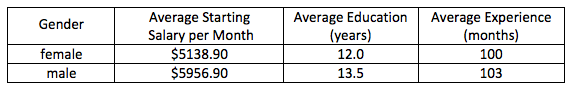 Gender Average Starting Salary per Month Average Education (years) Average Experience (months)
female $5138.90 12.0 100
male $5956.90 13.5 103